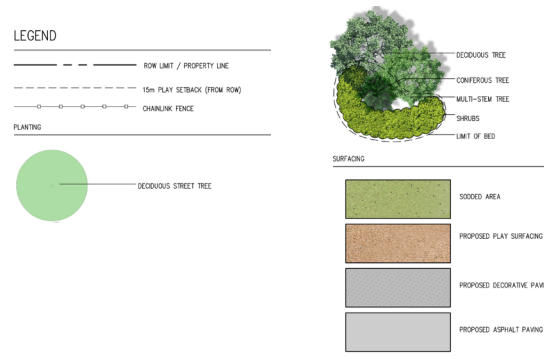 LEGEND
ROW LIMIT / PROPERTY LINE
15m PLAY SETBACK (FROM ROW)
CHAINLINK FENCE
PLANTING
DECIDUOUS STREET TREE
DECIDUOUS TREE
CONIFEROUS TREE
MULTI-STEM TREE
SHRUBS
LIMIT OF BED
SURFACING
SODDED AREA
PROPOSED PLAY SURFACING
PROPOSED DECORATIVE PAVI
PROPOSED ASPHALT PAVING